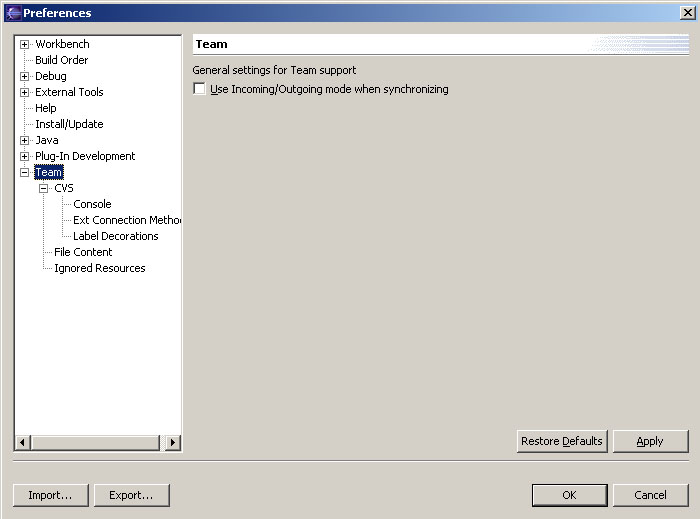 Preferences
Workbench
Build Order
Debug
External Tools
Help
Install/Update
Java
Plug-In Development
Team
CVS
Console
Ext Connection Metho
Label Decorations
File Content
Ignored Resources
Team
General settings for Team support
Use Incoming/Outgoing mode when synchronizing
Restore Defaults
Apply
Import...
Export...
OK
Cancel